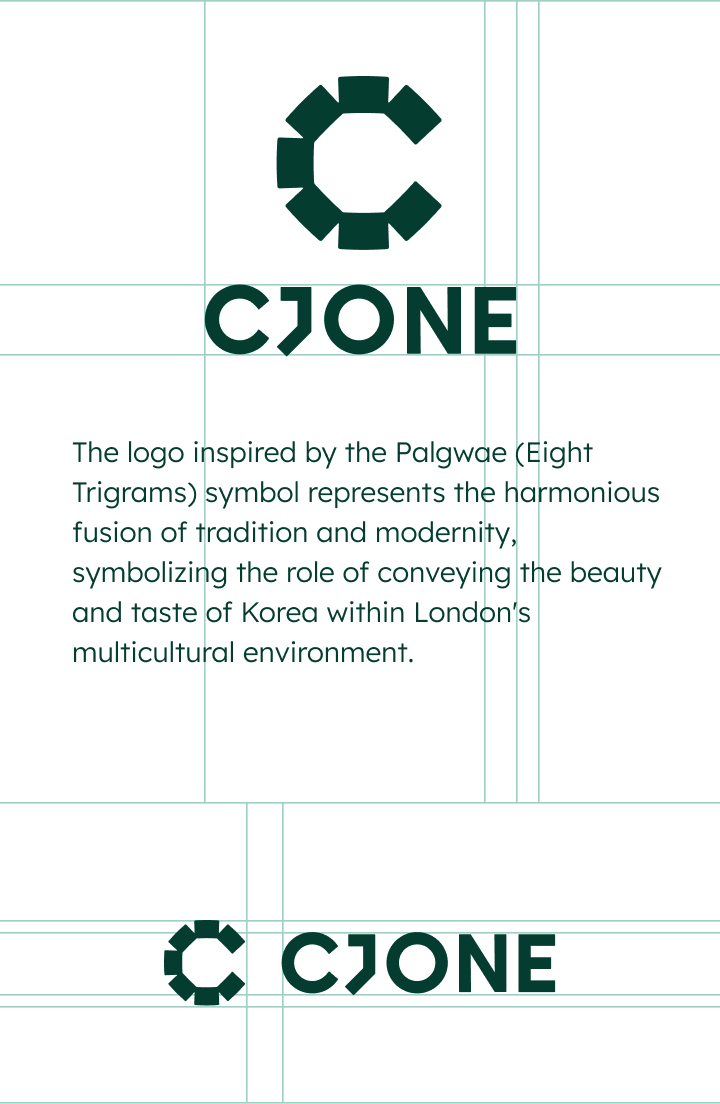 CJONE
The logo inspired by the Palgwae (Eight
Trigrams) symbol represents the harmonious
fusion of tradition and modernity,
symbolizing the role of conveying the beauty
and taste of Korea within London's
multicultural environment.
CJONE